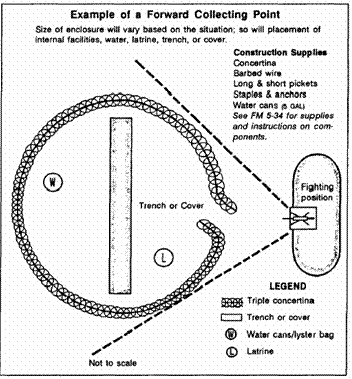 Example of a Forward Collecting Point
Size of enclosure will vary based on the situation; so will placement of
internal facilities, water, latrine, trench, or cover.
Construction Supplies
Concertina
Barbed wire
Long & short pickets
Staples & anchors
Water cans (5 GAL)
See FM 5-34 for supplies
and instructions on com-
ponents.
W
Trench or Cover
Fighting
position
L
LEGEND
Triple concertina
Trench or cover
W Water cans/lyster bag
L Latrine
Not to scale